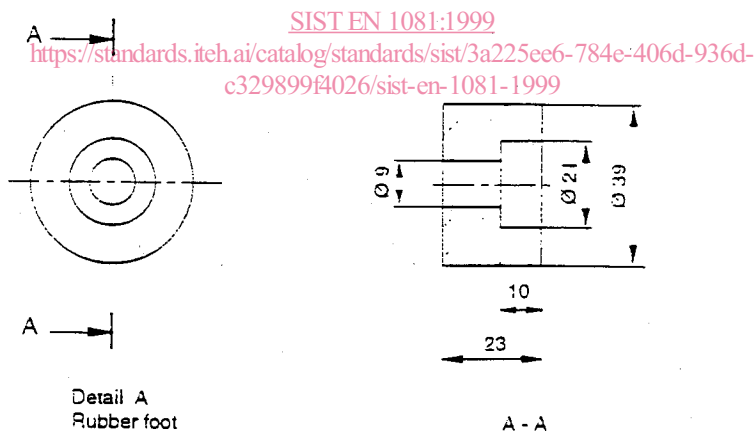 SIST EN 1081:1999
https://standards.iteh.ai/catalog/standards/sist/3a225ee6-784e-406d-936d-
c329899f4026/sist-en-1081-1999
A
A
Ø 9
Ø 21
Ø 39
10
23
Detail A
Rubber foot
A - A